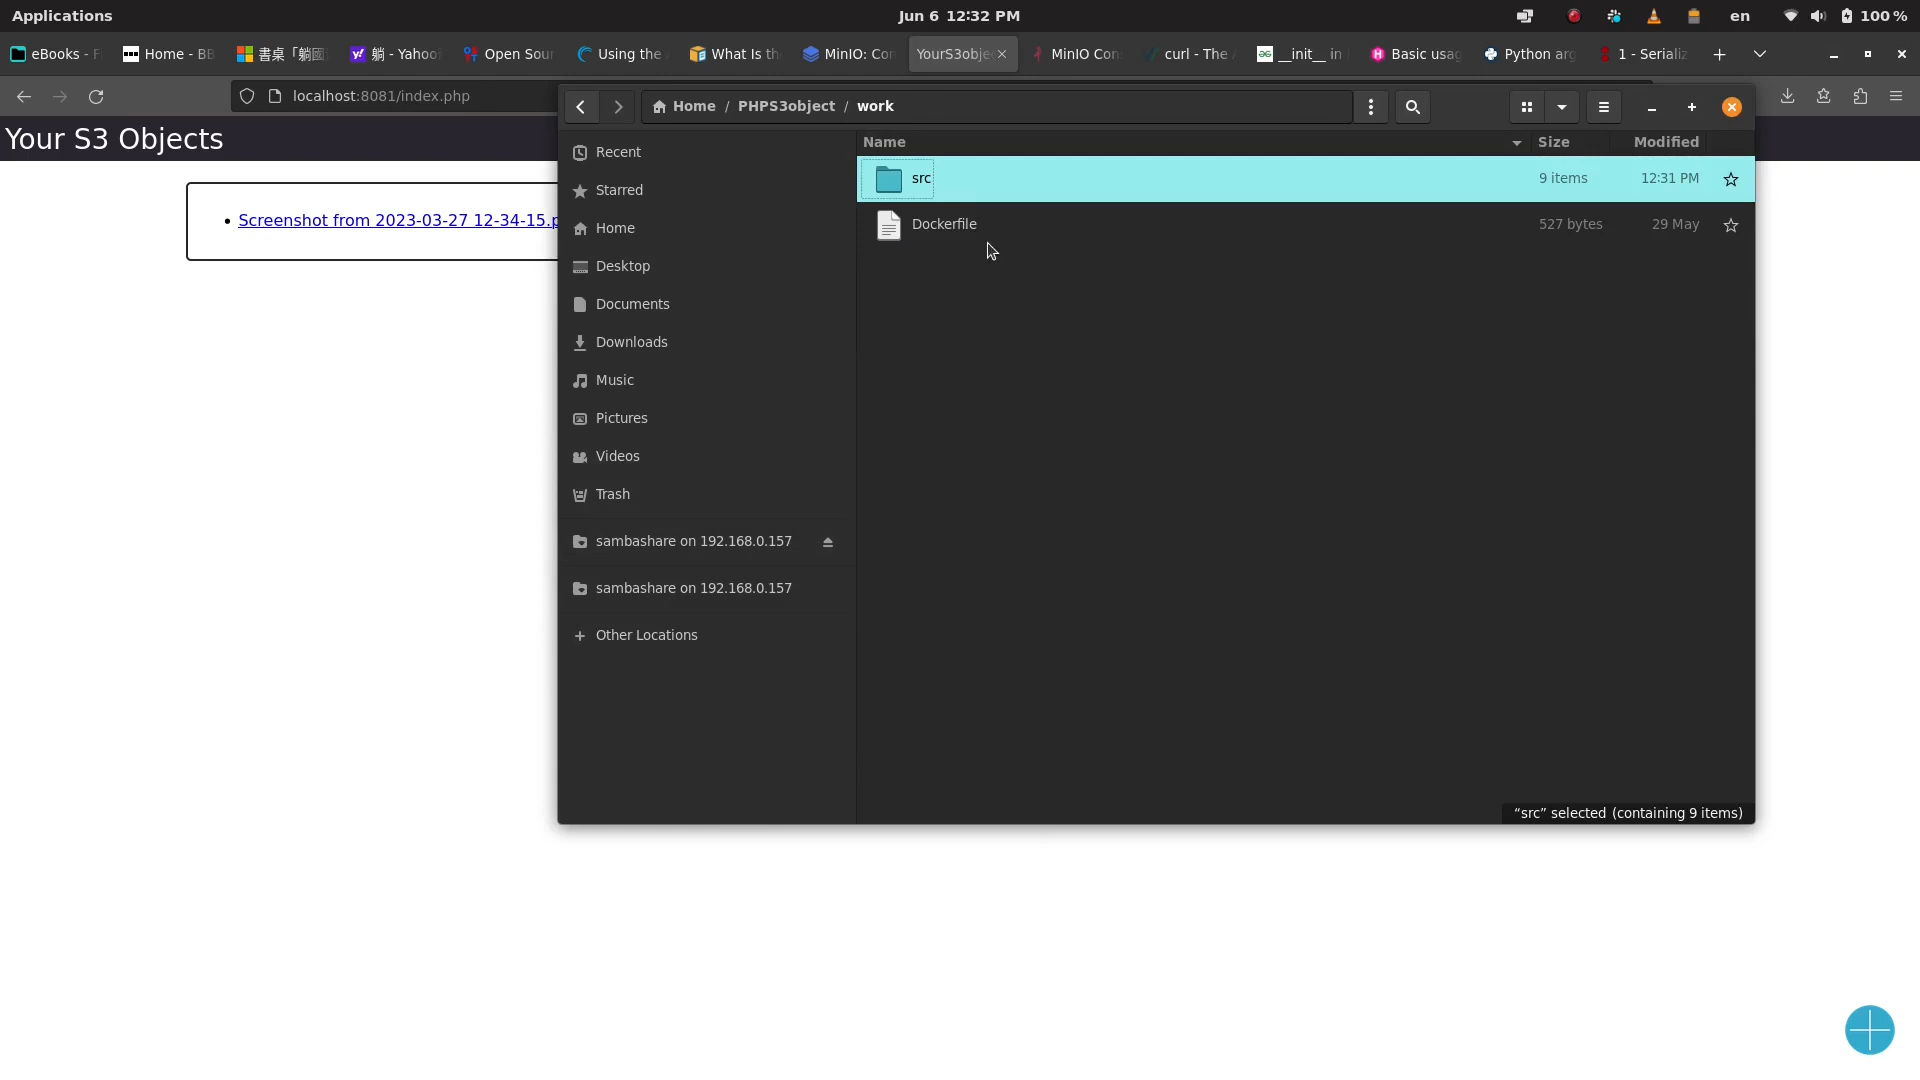 Applications
Jun 6 12:32 PM
en
100 %
eBooks - F
Home - BB
書桌「躺
躺 - Yahoo
Open Sour
Using the
What Is th
MinIO: Con
YourS3obje
MinIO Con
curl - The
__init__ in
Basic usag
Python arg
1 - Serializ
localhost:8081/index.php
Your S3 Objects
Screenshot from 2023-03-27 12-34-15.p
Home / PHPS3object / work
Recent
Starred
Home
Desktop
Documents
Downloads
Music
Pictures
Videos
Trash
sambashare on 192.168.0.157
sambashare on 192.168.0.157
Other Locations
Name Size Modified
src 9 items 12:31 PM
Dockerfile 527 bytes 29 May
“src” selected (containing 9 items)